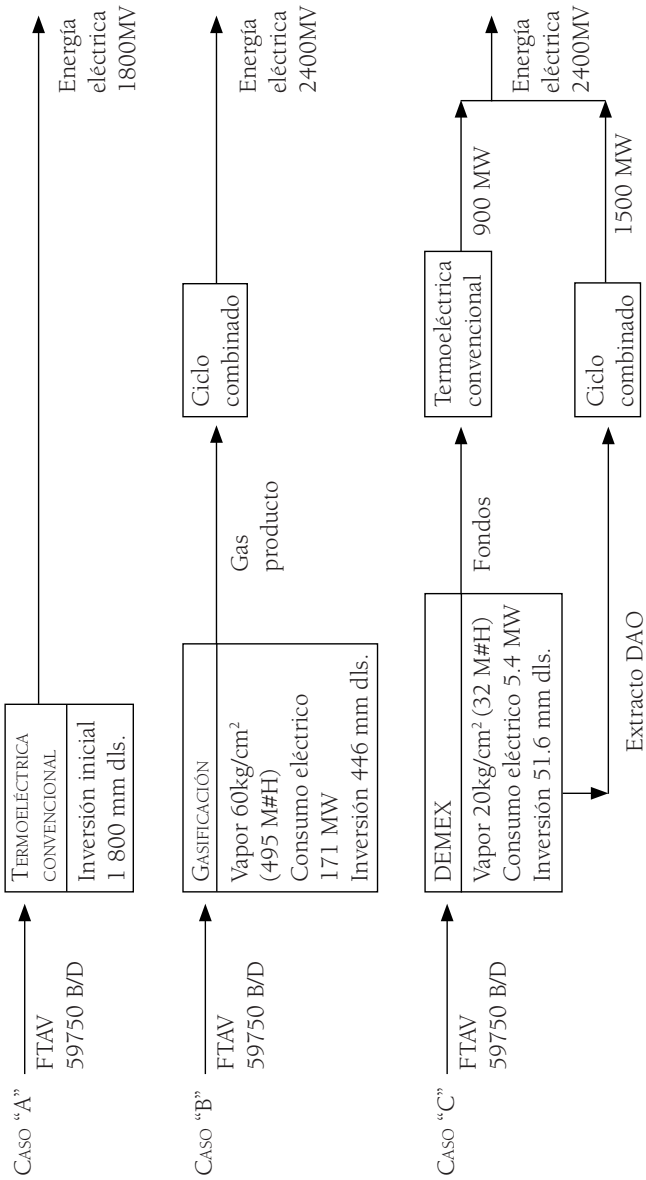 CASO “A”
FTAV
59750 B/D
TERMOELÉCTRICA
CONVENCIONAL
Inversión inicial
1 800 mm dls.
Energía
eléctrica
1800MV
CASO “B”
FTAV
59750 B/D
GASIFICACIÓN
Vapor 60kg/cm²
(495 M#H)
Consumo eléctrico
171 MW
Inversión 446 mm dls.
Gas
producto
Ciclo
combinado
Energía
eléctrica
2400MV
CASO “C”
FTAV
59750 B/D
DEMEX
Vapor 20kg/cm² (32 M#H)
Consumo eléctrico 5.4 MW
Inversión 51.6 mm dls.
Fondos
Termoeléctrica
convencional
900 MW
Extracto DAO
Ciclo
combinado
1500 MW
Energía
eléctrica
2400MV